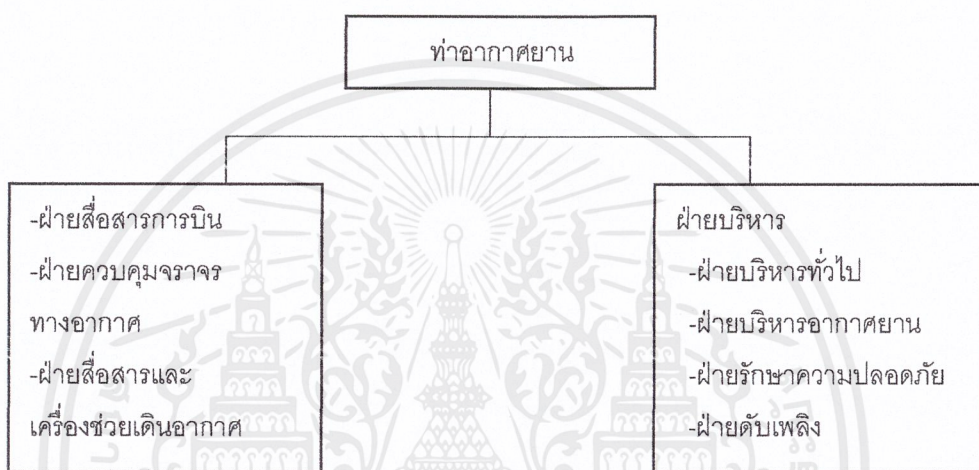 ท่าอากาศยาน
-ฝ่ายสื่อสารการบิน
-ฝ่ายควบคุมจราจร
ทางอากาศ
-ฝ่ายสื่อสารและ
เครื่องช่วยเดินอากาศ
ฝ่ายบริหาร
-ฝ่ายบริหารทั่วไป
-ฝ่ายบริหารอากาศยาน
-ฝ่ายรักษาความปลอดภัย
-ฝ่ายดับเพลิง